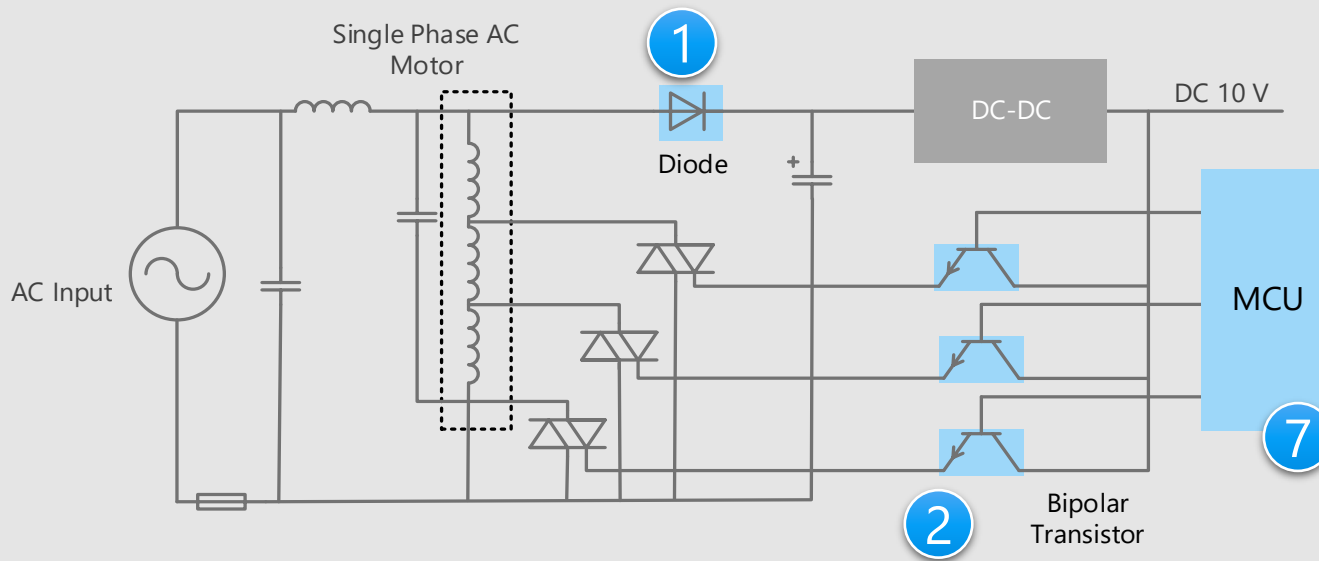 Single Phase AC
Motor
1
DC-DC
DC 10 V
Diode
+
AC Input
MCU
7
2
Bipolar
Transistor